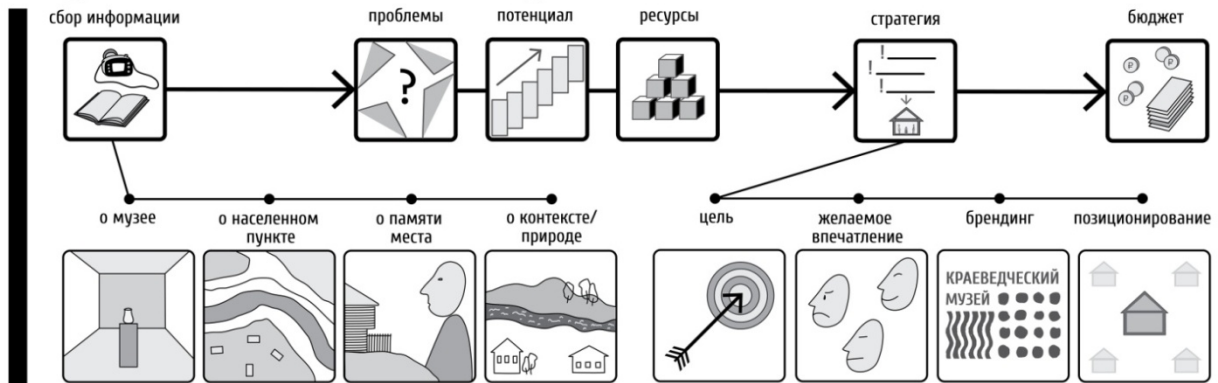 сбор информации
проблемы
потенциал
ресурсы
стратегия
бюджет
?
!
!
!
₽
₽
₽
о музее
о населенном
пункте
о памяти
места
о контексте/
природе
цель
желаемое
впечатление
брендинг
позиционирование
КРАЕВЕДЧЕСКИЙ
МУЗЕЙ